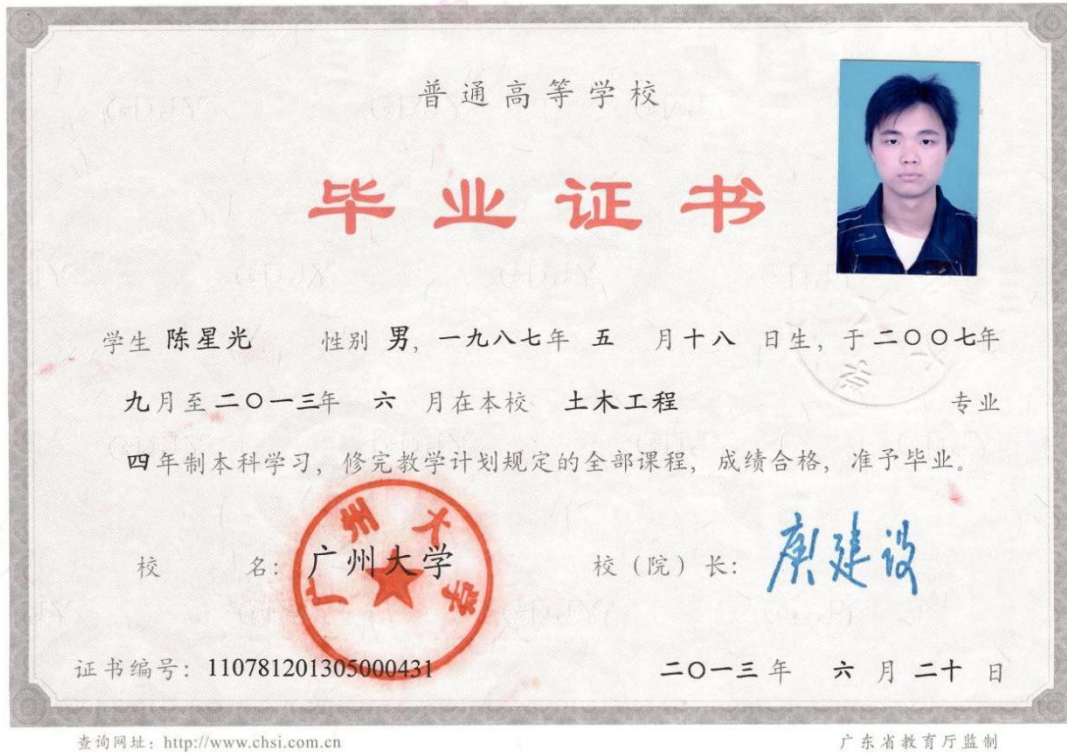 普通高等学校
毕业证书
学生 陈星光 性别 男，一九八七年 五 月十八 日生，于二〇〇七年
九月至二〇一三年 六 月在本校 土木工程 专业
四年制本科学习，修完教学计划规定的全部课程，成绩合格，准予毕业。
广州大学
校 名：广州大学 校（院）长：庾建设
证书编号：110781201305000431 二〇一三年 六 月二十 日
查询网址：http://www.chsi.com.cn 广东省教育厅监制